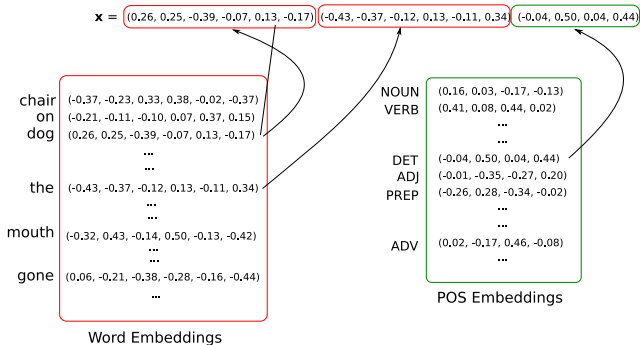 x = (0.26, 0.25, -0.39, -0.07, 0.13, -0.17) (-0.43, -0.37, -0.12, 0.13, -0.11, 0.34) (-0.04, 0.50, 0.04, 0.44)
chair (-0.37, -0.23, 0.33, 0.38, -0.02, -0.37)
on (-0.21, -0.11, -0.10, 0.07, 0.37, 0.15)
dog (0.26, 0.25, -0.39, -0.07, 0.13, -0.17)
...
...
the (-0.43, -0.37, -0.12, 0.13, -0.11, 0.34)
...
...
mouth (-0.32, 0.43, -0.14, 0.50, -0.13, -0.42)
...
...
gone (0.06, -0.21, -0.38, -0.28, -0.16, -0.44)
...
Word Embeddings
NOUN (0.16, 0.03, -0.17, -0.13)
VERB (0.41, 0.08, 0.44, 0.02)
...
...
DET (-0.04, 0.50, 0.04, 0.44)
ADJ (-0.01, -0.35, -0.27, 0.20)
PREP (-0.26, 0.28, -0.34, -0.02)
...
...
ADV (0.02, -0.17, 0.46, -0.08)
...
POS Embeddings